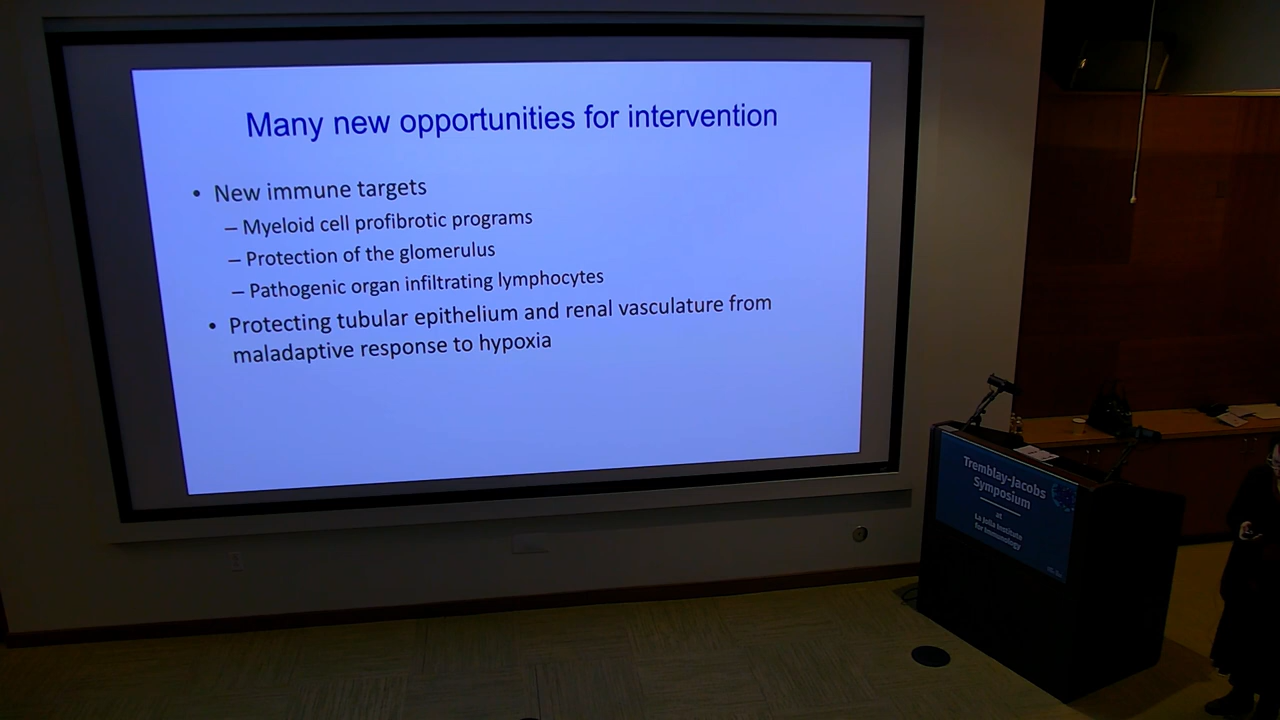 Many new opportunities for intervention
• New immune targets
– Myeloid cell profibrotic programs
– Protection of the glomerulus
– Pathogenic organ infiltrating lymphocytes
• Protecting tubular epithelium and renal vasculature from
maladaptive response to hypoxia
Tremblay-Jacobs
Symposium
at
La Jolla Institute
for Immunology